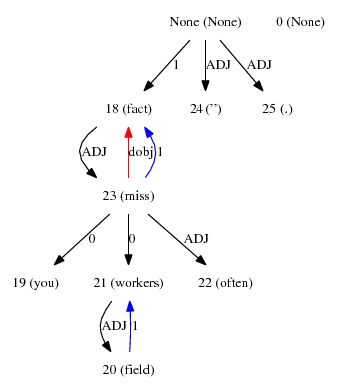 None (None) 0 (None)
1 ADJ ADJ
18 (fact) 24 (") 25 (.)
ADJ dobj 1
23 (miss)
0 0 ADJ
19 (you) 21 (workers) 22 (often)
ADJ 1
20 (field)